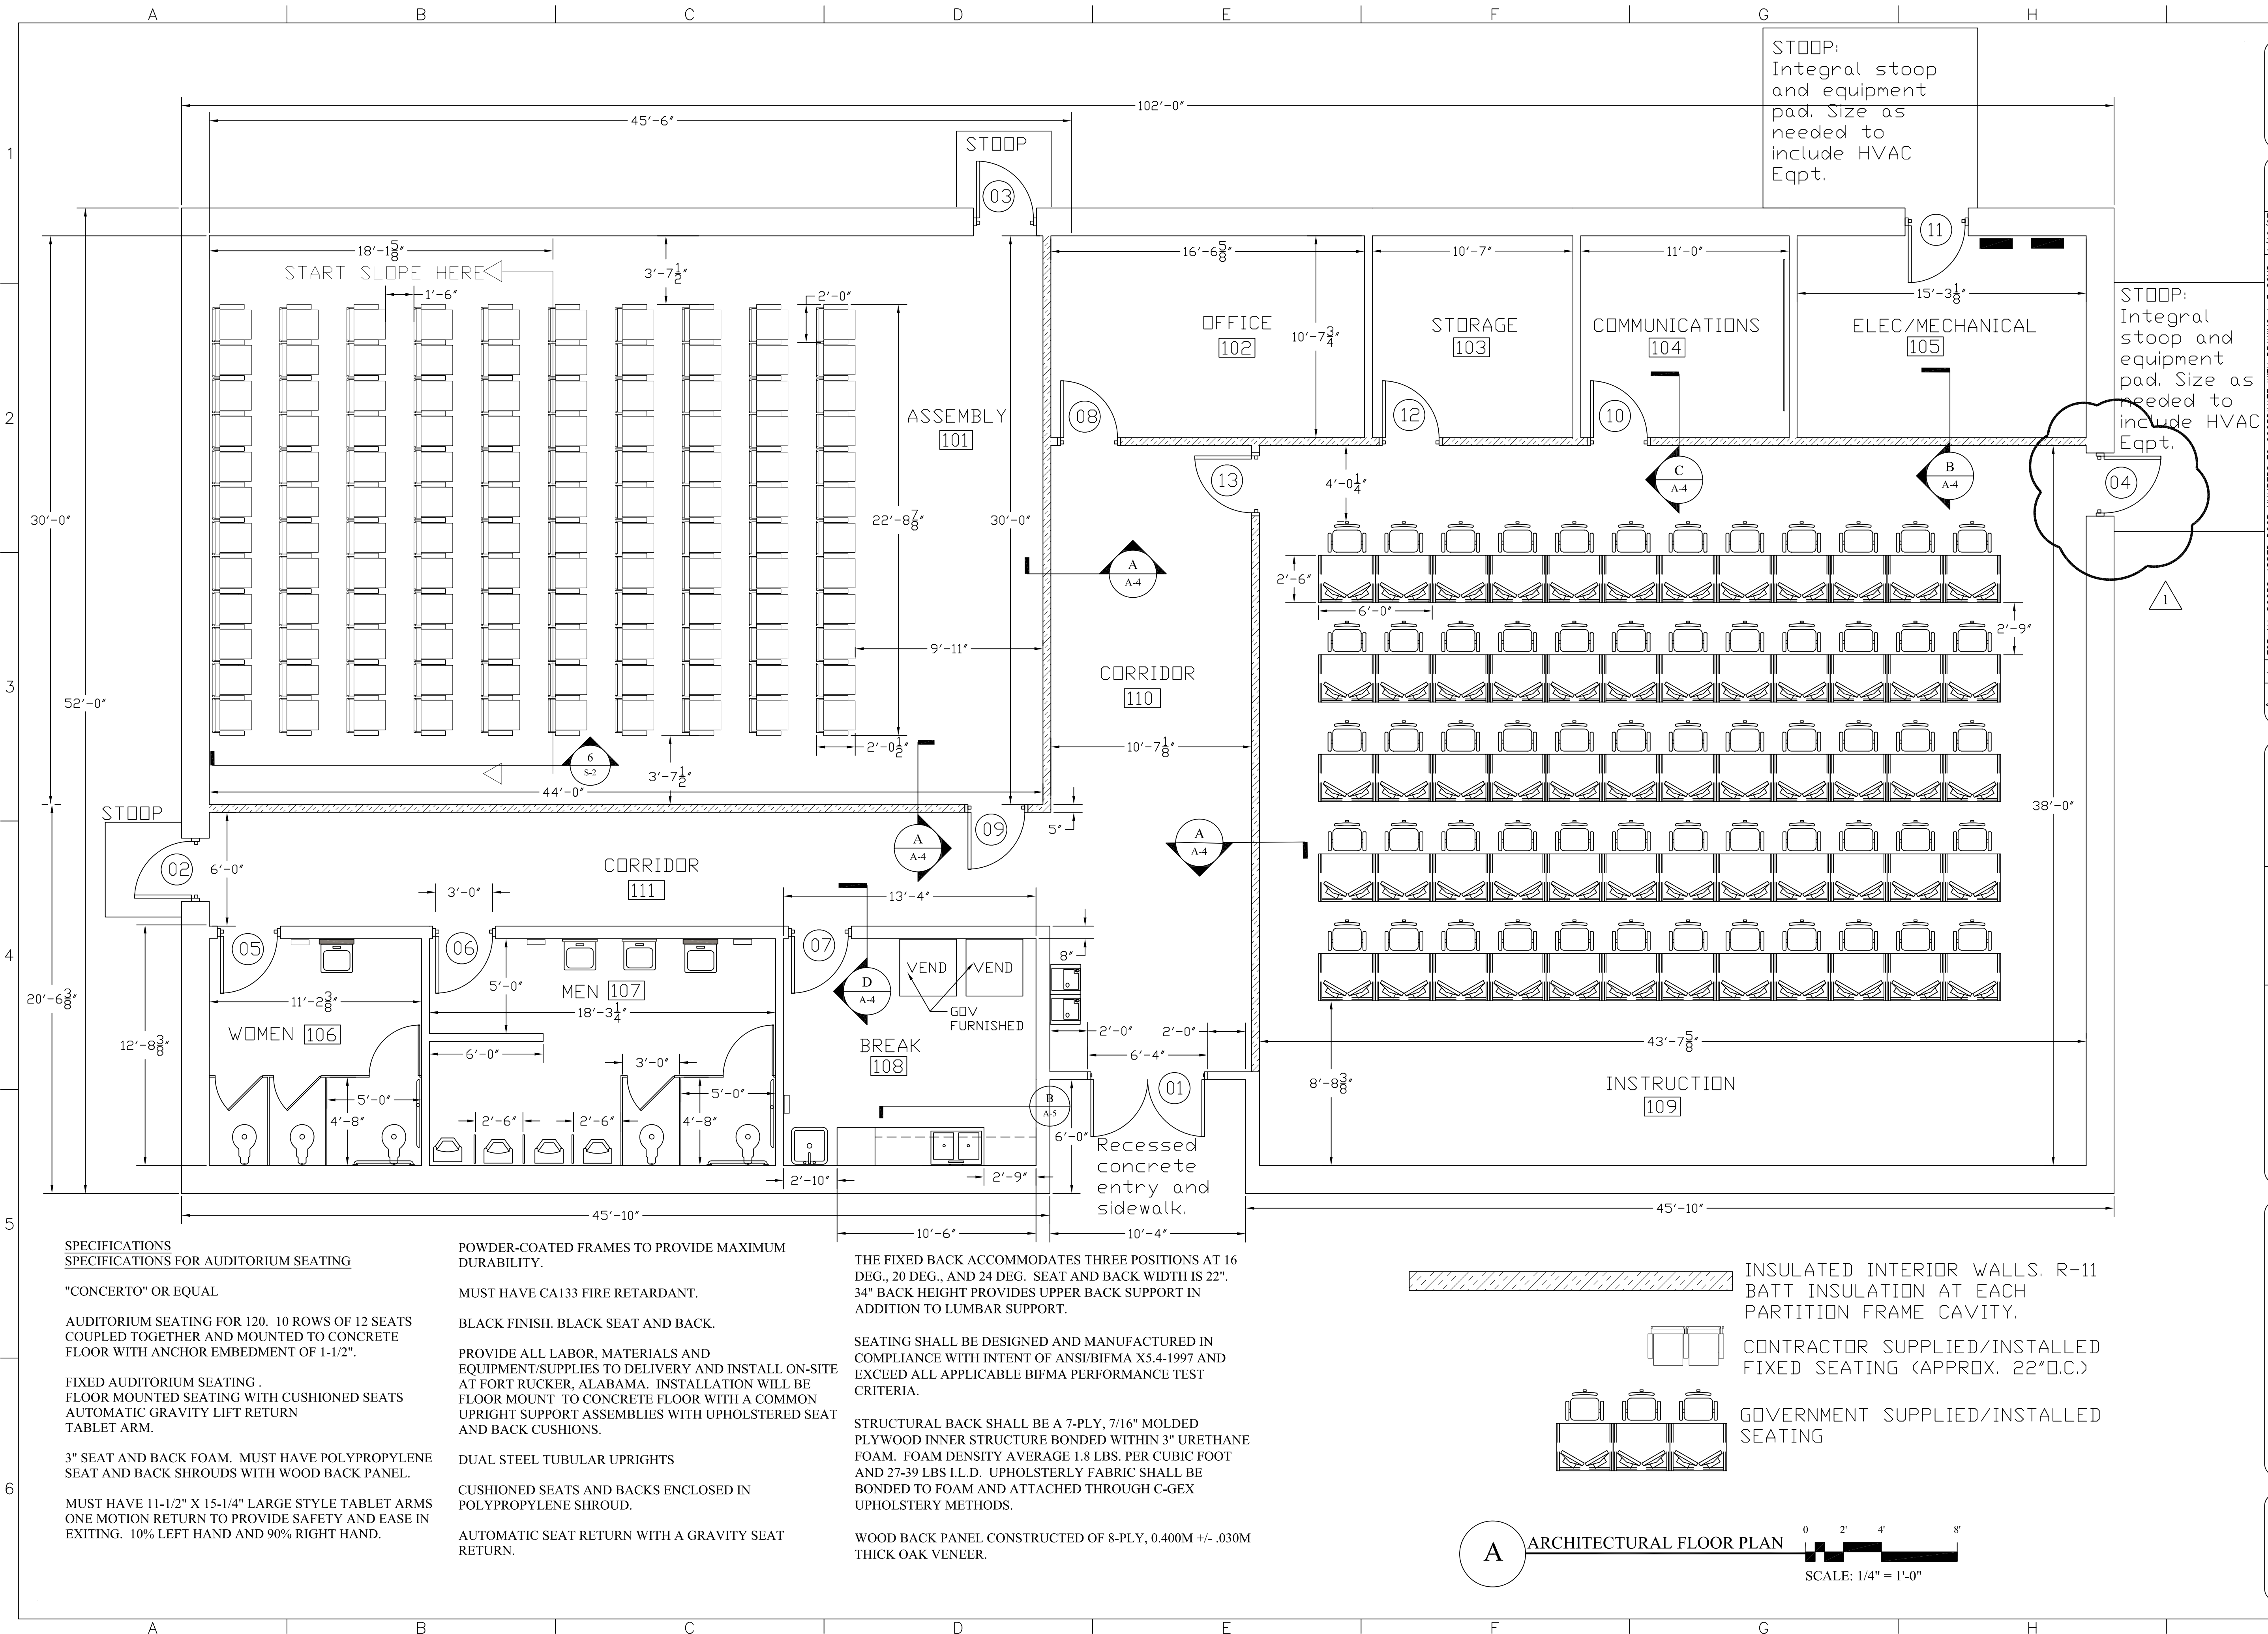 A B C D E F G H
1
2
3
4
5
6
STOOP:
Integral stoop
and equipment
pad. Size as
needed to
include HVAC
Eqpt.
102'-0"
45'-6"
STOOP
03
11
18'-1 5/8"
START SLOPE HERE
1'-6"
3'-7 1/2"
2'-0"
16'-6 5/8"
10'-7"
11'-0"
15'-3 1/8"
OFFICE
102
10'-7 3/4"
STORAGE
103
COMMUNICATIONS
104
ELEC/MECHANICAL
105
STOOP:
Integral
stoop and
equipment
pad. Size as
needed to
include HVAC
Eqpt.
ASSEMBLY
101
08
12
10
13
4'-0 1/4"
C
A-4
B
A-4
04
1
30'-0"
22'-8 7/8"
30'-0"
A
A-4
2'-6"
6'-0"
2'-9"
9'-11"
52'-0"
CORRIDOR
110
10'-7 1/8"
2'-0 1/2"
6
S-2
3'-7 1/2"
44'-0"
38'-0"
STOOP
02
6'-0"
CORRIDOR
111
A
A-4
09
5"
A
A-4
3'-0"
13'-4"
05
06
07
8"
VEND
VEND
GOV
FURNISHED
20'-6 3/8"
11'-2 3/8"
5'-0"
MEN 107
18'-3 1/4"
D
A-4
WOMEN 106
12'-8 3/8"
6'-0"
3'-0"
BREAK
108
2'-0"
2'-0"
6'-4"
01
43'-7 5/8"
8'-8 3/8"
INSTRUCTION
109
5'-0"
4'-8"
2'-6"
2'-6"
5'-0"
4'-8"
B
A-5
6'-0"
Recessed
concrete
entry and
sidewalk.
2'-10"
2'-9"
45'-10"
10'-6"
10'-4"
45'-10"
SPECIFICATIONS
SPECIFICATIONS FOR AUDITORIUM SEATING
"CONCERTO" OR EQUAL
AUDITORIUM SEATING FOR 120. 10 ROWS OF 12 SEATS
COUPLED TOGETHER AND MOUNTED TO CONCRETE
FLOOR WITH ANCHOR EMBEDMENT OF 1-1/2".
FIXED AUDITORIUM SEATING .
FLOOR MOUNTED SEATING WITH CUSHIONED SEATS
AUTOMATIC GRAVITY LIFT RETURN
TABLET ARM.
3" SEAT AND BACK FOAM. MUST HAVE POLYPROPYLENE
SEAT AND BACK SHROUDS WITH WOOD BACK PANEL.
MUST HAVE 11-1/2" X 15-1/4" LARGE STYLE TABLET ARMS
ONE MOTION RETURN TO PROVIDE SAFETY AND EASE IN
EXITING. 10% LEFT HAND AND 90% RIGHT HAND.
POWDER-COATED FRAMES TO PROVIDE MAXIMUM
DURABILITY.
MUST HAVE CA133 FIRE RETARDANT.
BLACK FINISH. BLACK SEAT AND BACK.
PROVIDE ALL LABOR, MATERIALS AND
EQUIPMENT/SUPPLIES TO DELIVERY AND INSTALL ON-SITE
AT FORT RUCKER, ALABAMA. INSTALLATION WILL BE
FLOOR MOUNT TO CONCRETE FLOOR WITH A COMMON
UPRIGHT SUPPORT ASSEMBLIES WITH UPHOLSTERED SEAT
AND BACK CUSHIONS.
DUAL STEEL TUBULAR UPRIGHTS
CUSHIONED SEATS AND BACKS ENCLOSED IN
POLYPROPYLENE SHROUD.
AUTOMATIC SEAT RETURN WITH A GRAVITY SEAT
RETURN.
THE FIXED BACK ACCOMMODATES THREE POSITIONS AT 16
DEG., 20 DEG., AND 24 DEG. SEAT AND BACK WIDTH IS 22".
34" BACK HEIGHT PROVIDES UPPER BACK SUPPORT IN
ADDITION TO LUMBAR SUPPORT.
SEATING SHALL BE DESIGNED AND MANUFACTURED IN
COMPLIANCE WITH INTENT OF ANSI/BIFMA X5.4-1997 AND
EXCEED ALL APPLICABLE BIFMA PERFORMANCE TEST
CRITERIA.
STRUCTURAL BACK SHALL BE A 7-PLY, 7/16" MOLDED
PLYWOOD INNER STRUCTURE BONDED WITHIN 3" URETHANE
FOAM. FOAM DENSITY AVERAGE 1.8 LBS. PER CUBIC FOOT
AND 27-39 LBS I.L.D. UPHOLSTERLY FABRIC SHALL BE
BONDED TO FOAM AND ATTACHED THROUGH C-GEX
UPHOLSTERY METHODS.
WOOD BACK PANEL CONSTRUCTED OF 8-PLY, 0.400M +/- .030M
THICK OAK VENEER.
INSULATED INTERIOR WALLS. R-11
BATT INSULATION AT EACH
PARTITION FRAME CAVITY.
CONTRACTOR SUPPLIED/INSTALLED
FIXED SEATING (APPROX. 22"O.C.)
GOVERNMENT SUPPLIED/INSTALLED
SEATING
A
ARCHITECTURAL FLOOR PLAN
0 2' 4' 8'
SCALE: 1/4" = 1'-0"
A B C D E F G H